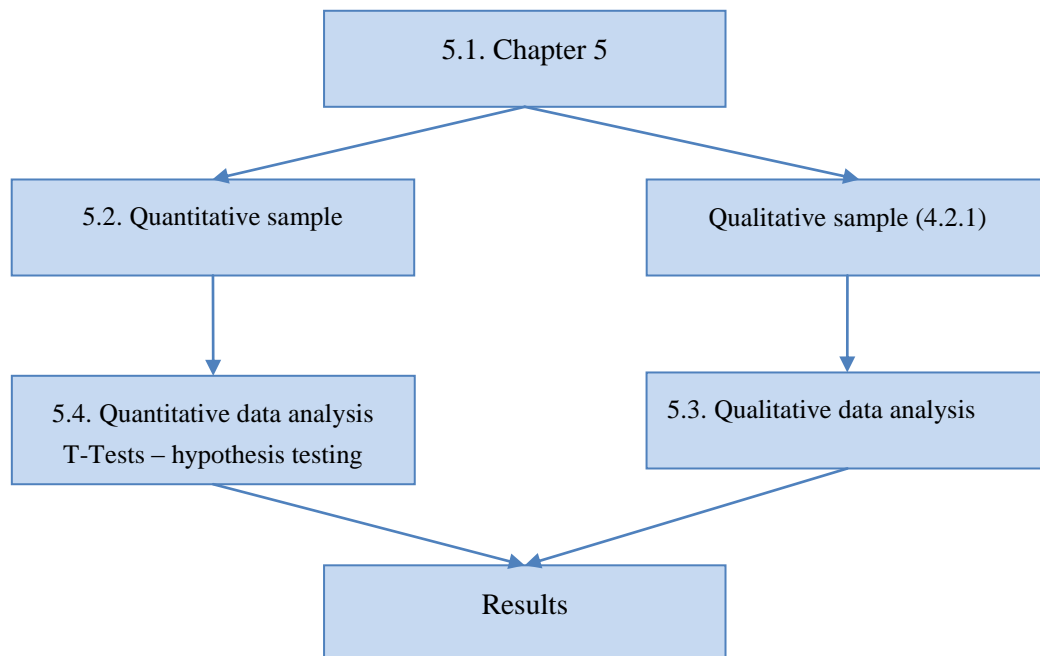 5.1. Chapter 5
5.2. Quantitative sample
Qualitative sample (4.2.1)
5.4. Quantitative data analysis
T-Tests – hypothesis testing
5.3. Qualitative data analysis
Results